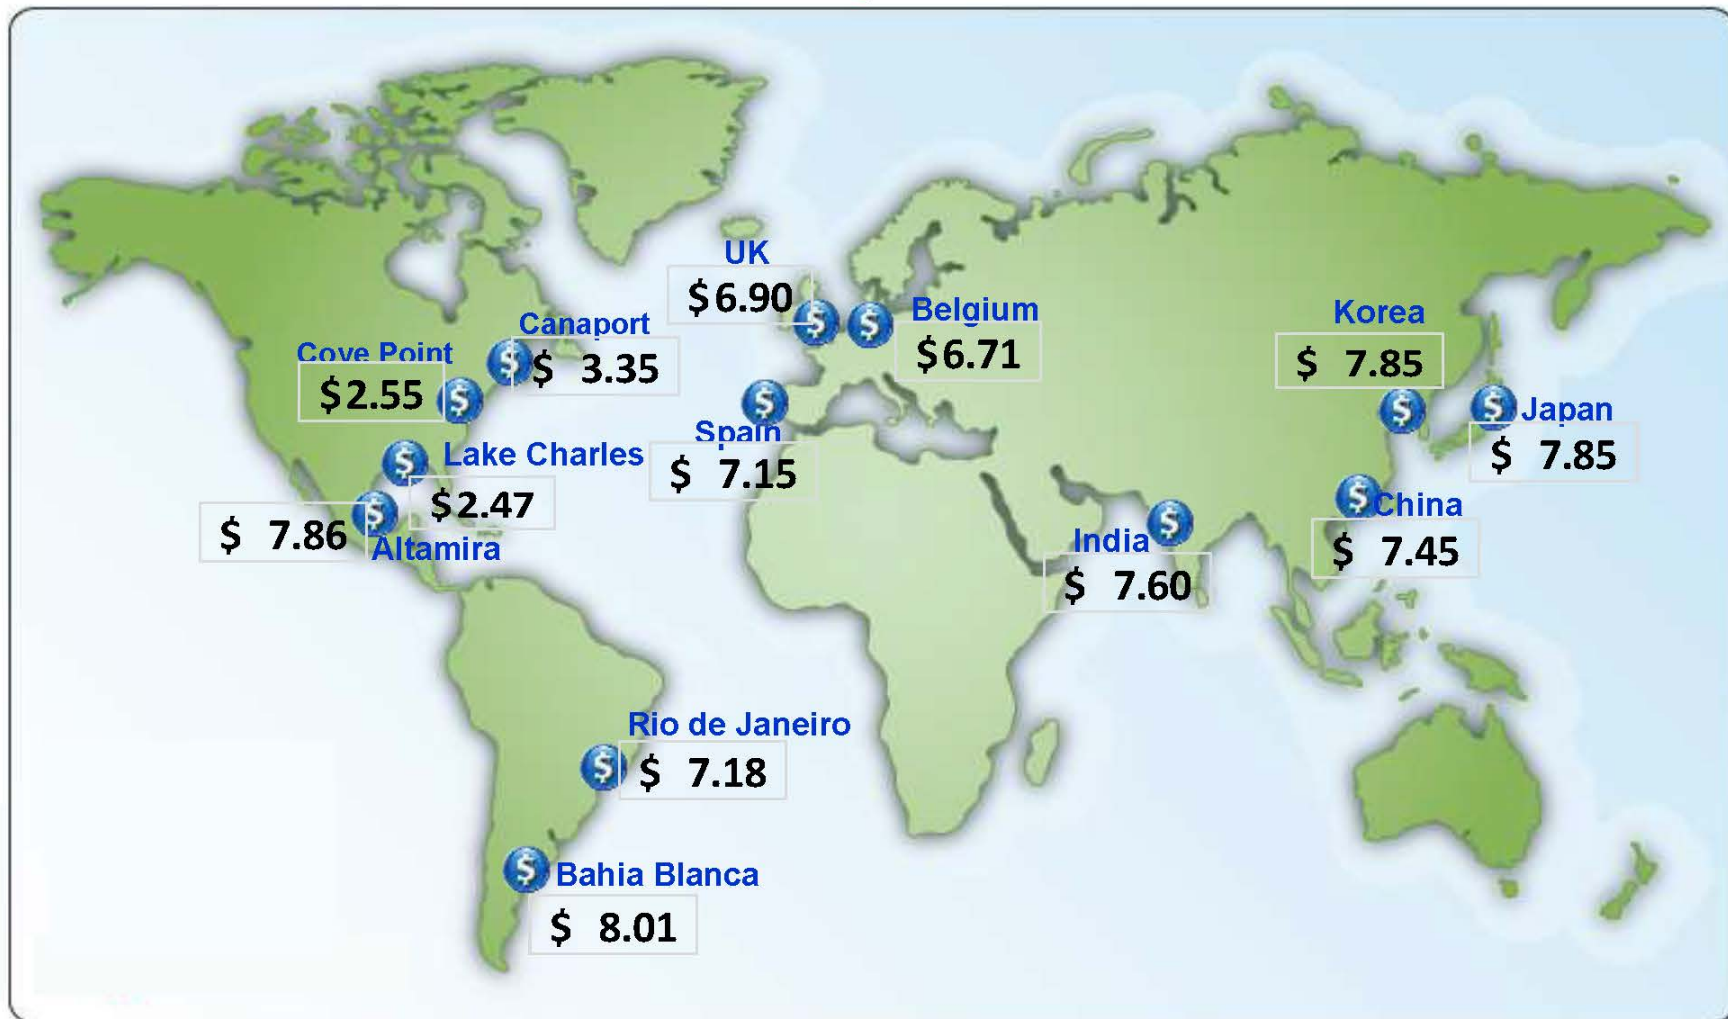 UK
$6.90
Belgium
$6.71
Korea
$ 7.85
Canaport
$ 3.35
Cove Point
$2.55
Japan
$ 7.85
Spain
$ 7.15
Lake Charles
$2.47
$ 7.86
Altamira
China
$ 7.45
India
$ 7.60
Rio de Janeiro
$ 7.18
Bahia Blanca
$ 8.01